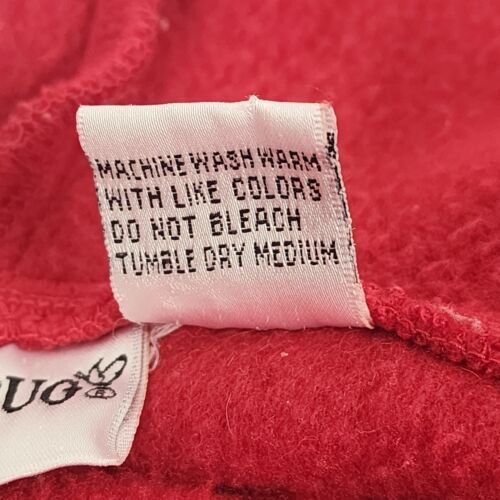 MACHINE WASH WARM
WITH LIKE COLORS
DO NOT BLEACH
TUMBLE DRY MEDIUM